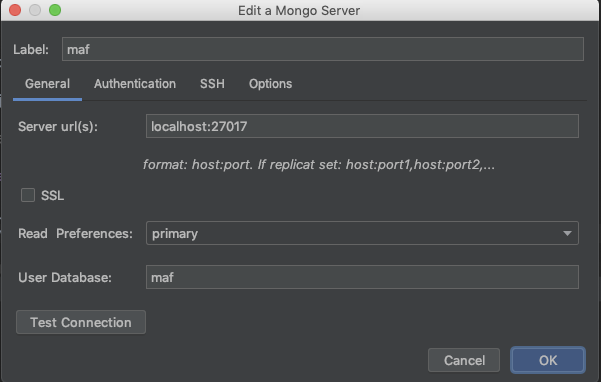 Edit a Mongo Server
Label: maf
General Authentication SSH Options
Server url(s): localhost:27017
format: host:port. If replicat set: host:port1,host:port2,...
SSL
Read Preferences: primary
User Database: maf
Test Connection
Cancel OK